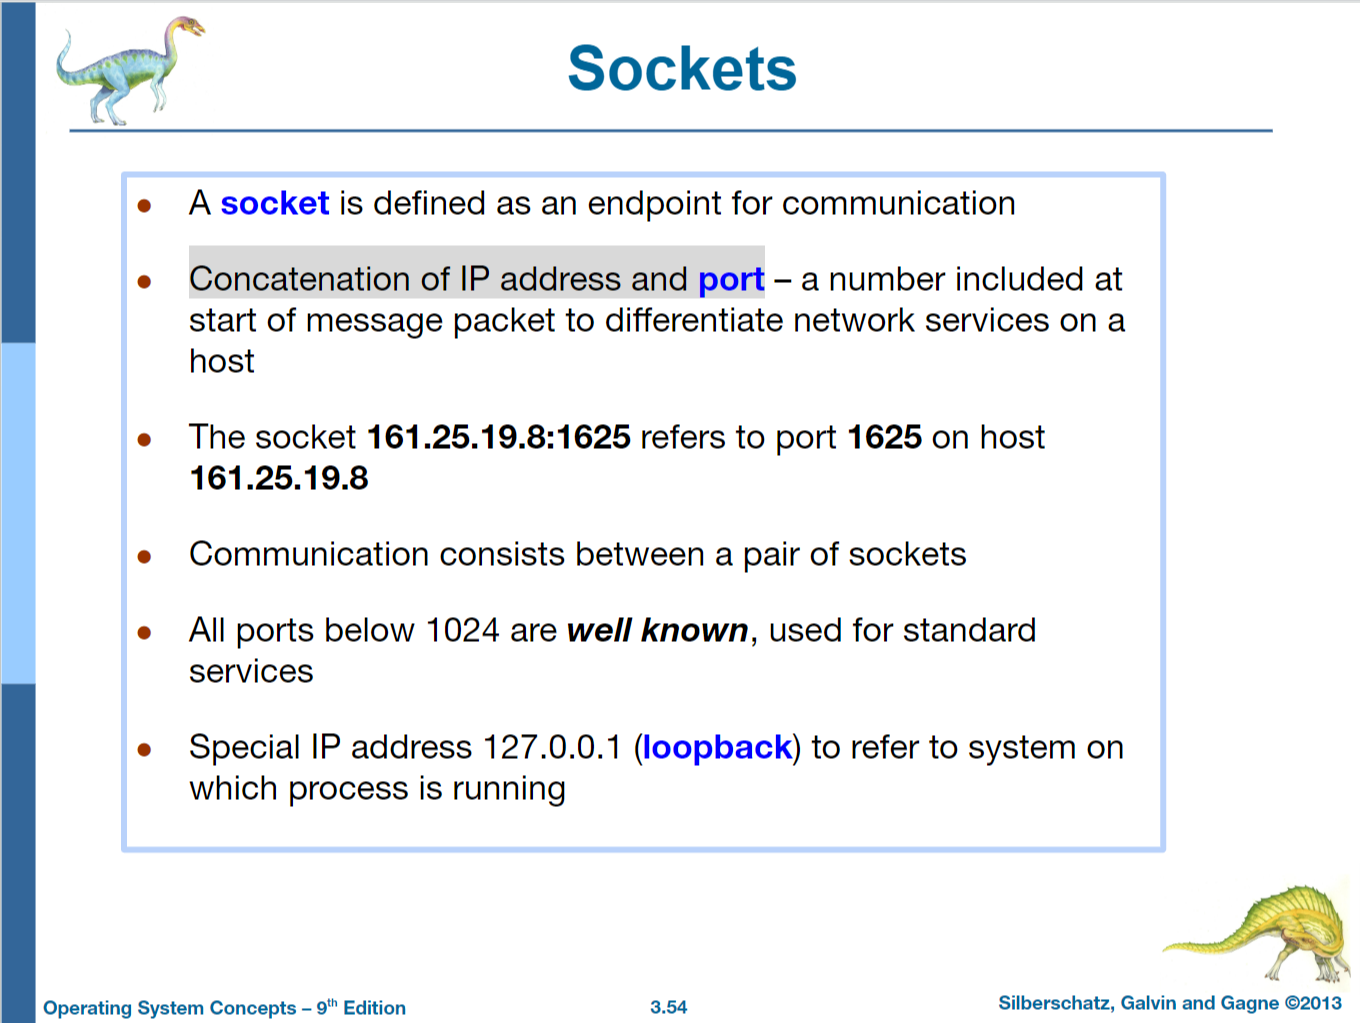 Sockets
● A socket is defined as an endpoint for communication
● Concatenation of IP address and port – a number included at
start of message packet to differentiate network services on a
host
● The socket 161.25.19.8:1625 refers to port 1625 on host
161.25.19.8
● Communication consists between a pair of sockets
● All ports below 1024 are well known, used for standard
services
● Special IP address 127.0.0.1 (loopback) to refer to system on
which process is running
Operating System Concepts – 9th Edition
3.54
Silberschatz, Galvin and Gagne ©2013